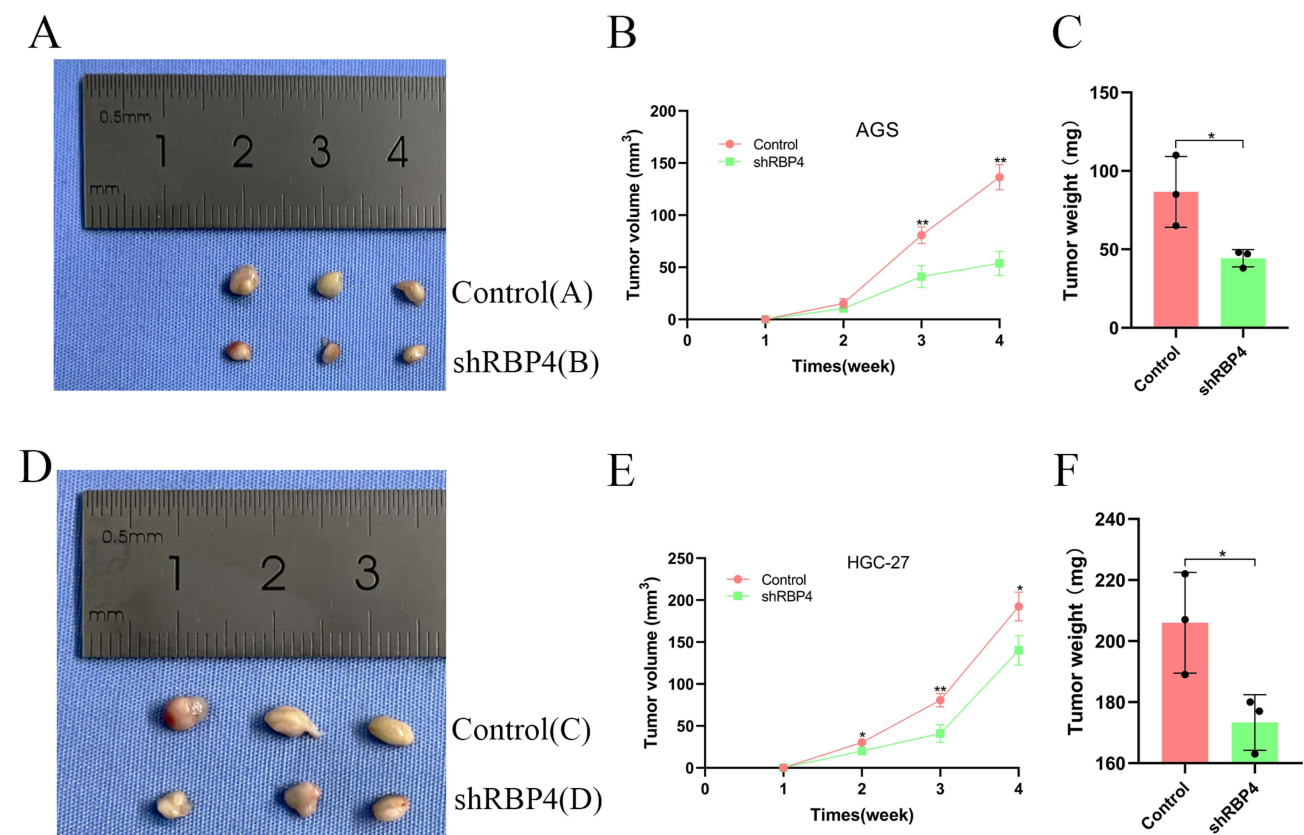 A
0.5mm
1 2 3 4
mm
Control(A)
shRBP4(B)
B
AGS
Control
shRBP4
Tumor volume (mm3)
200
150
100
50
0
** **
0 1 2 3 4
Times(week)
C
Tumor weight (mg)
150
100
50
0
*
Control
shRBP4
D
0.5mm
1 2 3
mm
Control(C)
shRBP4(D)
E
HGC-27
Control
shRBP4
Tumor volume (mm3)
250
200
150
100
50
0
* ** *
0 1 2 3 4
Times(week)
F
Tumor weight (mg)
240
220
200
180
160
*
Control
shRBP4